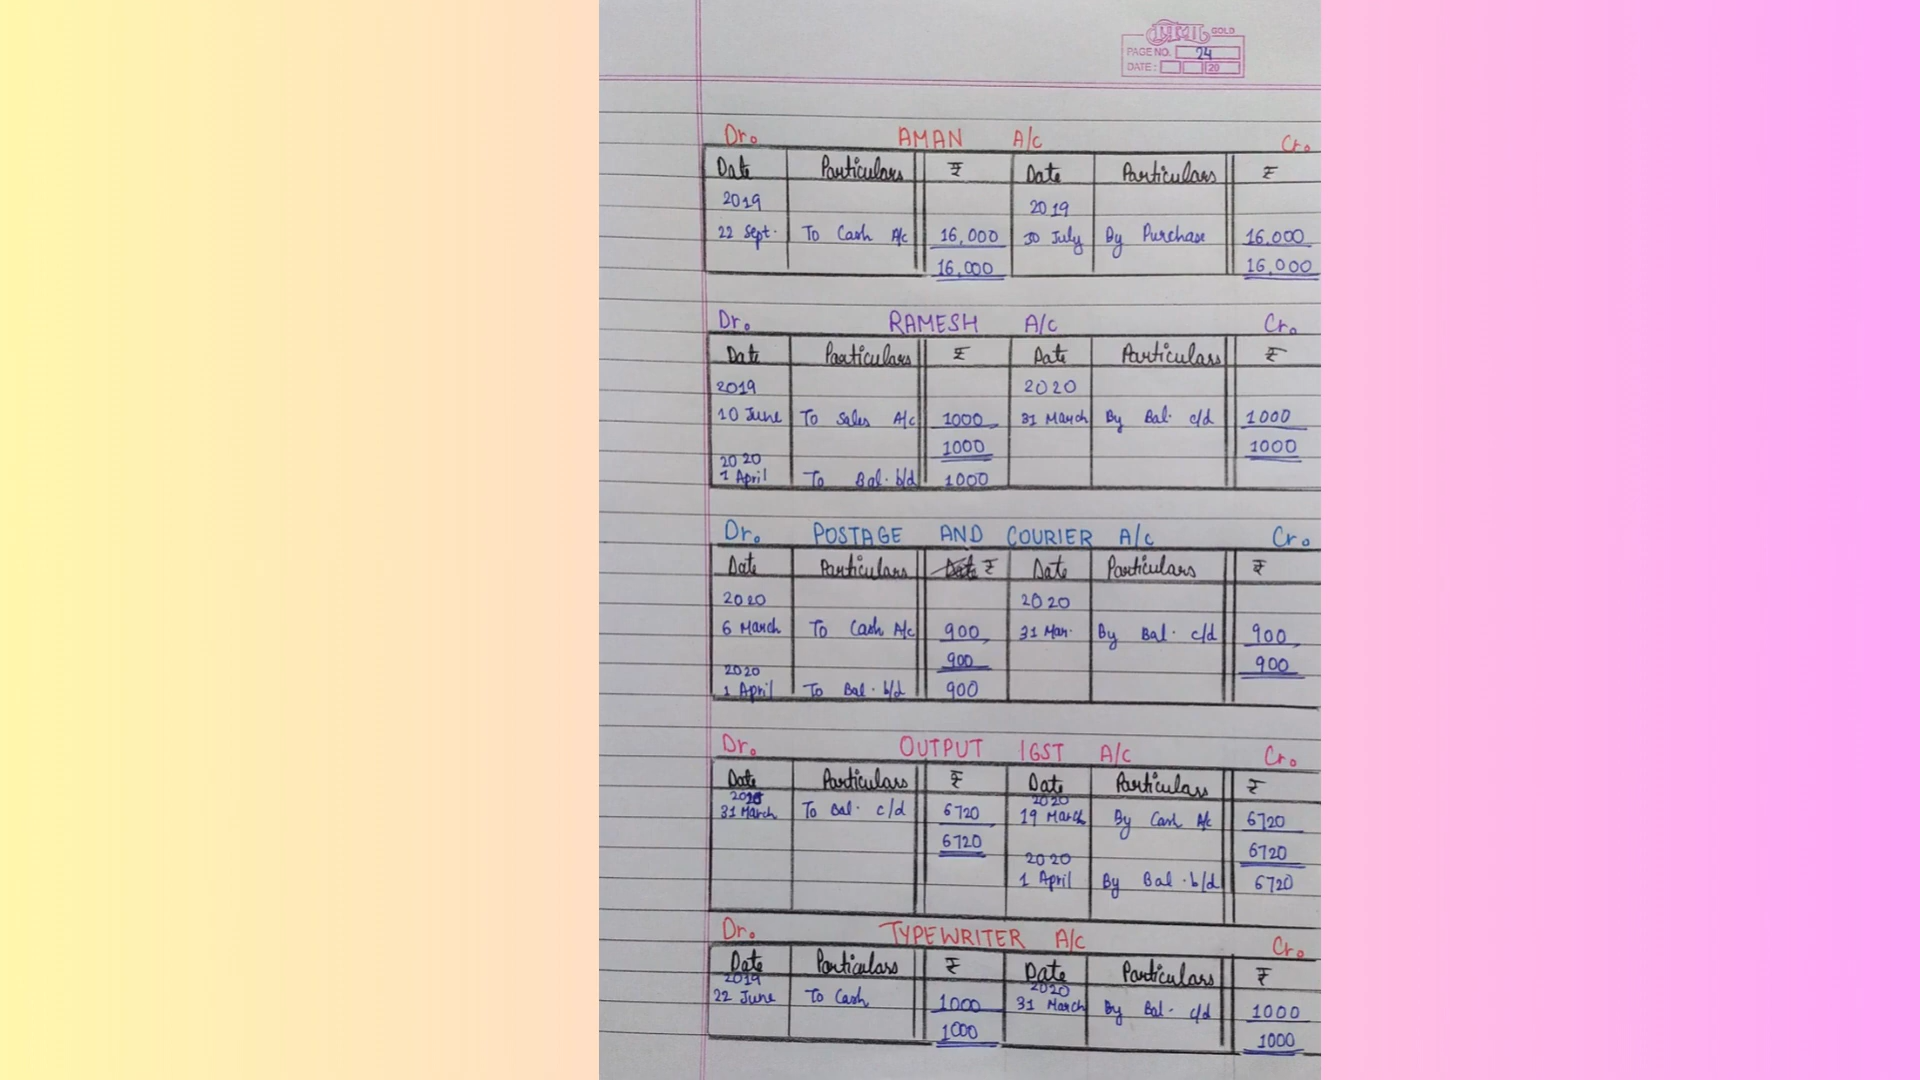 GOLD
PAGE NO. 24
DATE: 20
Dr. AMAN A/c Cr.
Date Particulars ₹ Date Particulars ₹
2019 2019
22 Sept. To Cash A/c 16,000 30 July By Purchase 16,000
16,000 16,000
Dr. RAMESH A/c Cr.
Date Particulars ₹ Date Particulars ₹
2019 2020
10 June To Sales A/c 1000 31 March By Bal. c/d 1000
1000 1000
2020
1 April To Bal. b/d 1000
Dr. POSTAGE AND COURIER A/c Cr.
Date Particulars ₹ Date Particulars ₹
2020 2020
6 March To Cash A/c 900 31 Mar. By Bal. c/d 900
900 900
2020
1 April To Bal. b/d 900
Dr. OUTPUT IGST A/c Cr.
Date Particulars ₹ Date Particulars ₹
2020
31 March To Bal. c/d 6720 19 March By Cash A/c 6720
6720 6720
2020
1 April By Bal. b/d 6720
Dr. TYPEWRITER A/c Cr.
Date Particulars ₹ Date Particulars ₹
2019 2020
22 June To Cash 1000 31 March By Bal. c/d 1000
1000 1000